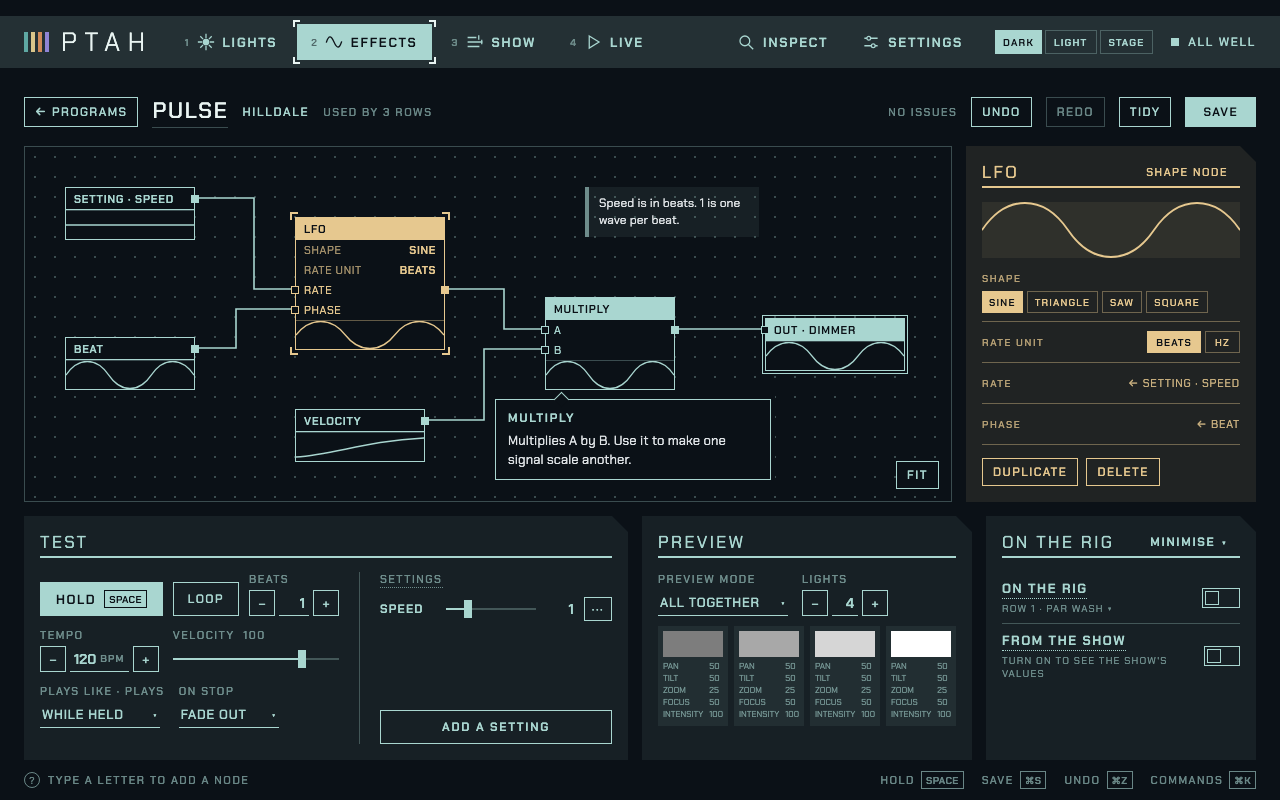 PTAH
1 LIGHTS
2 EFFECTS
3 SHOW
4 LIVE
INSPECT
SETTINGS
DARK LIGHT STAGE
ALL WELL
← PROGRAMS
PULSE
HILLDALE
USED BY 3 ROWS
NO ISSUES
UNDO
REDO
TIDY
SAVE
SETTING · SPEED
LFO
SHAPE SINE
RATE UNIT BEATS
RATE
PHASE
BEAT
VELOCITY
Speed is in beats. 1 is one
wave per beat.
MULTIPLY
A
B
OUT · DIMMER
MULTIPLY
Multiplies A by B. Use it to make one
signal scale another.
FIT
LFO
SHAPE NODE
SHAPE
SINE TRIANGLE SAW SQUARE
RATE UNIT BEATS HZ
RATE ← SETTING · SPEED
PHASE ← BEAT
DUPLICATE DELETE
TEST
HOLD SPACE
LOOP
BEATS
− 1 +
TEMPO
− 120 BPM +
VELOCITY 100
PLAYS LIKE · PLAYS
WHILE HELD
ON STOP
FADE OUT
SETTINGS
SPEED 1 ···
ADD A SETTING
PREVIEW
PREVIEW MODE
ALL TOGETHER
LIGHTS
− 4 +
PAN 50 PAN 50 PAN 50 PAN 50
TILT 50 TILT 50 TILT 50 TILT 50
ZOOM 25 ZOOM 25 ZOOM 25 ZOOM 25
FOCUS 50 FOCUS 50 FOCUS 50 FOCUS 50
INTENSITY 100 INTENSITY 100 INTENSITY 100 INTENSITY 100
ON THE RIG
MINIMISE
ON THE RIG
ROW 1 · PAR WASH
FROM THE SHOW
TURN ON TO SEE THE SHOW'S
VALUES
? TYPE A LETTER TO ADD A NODE
HOLD SPACE
SAVE ⌘S
UNDO ⌘Z
COMMANDS ⌘K